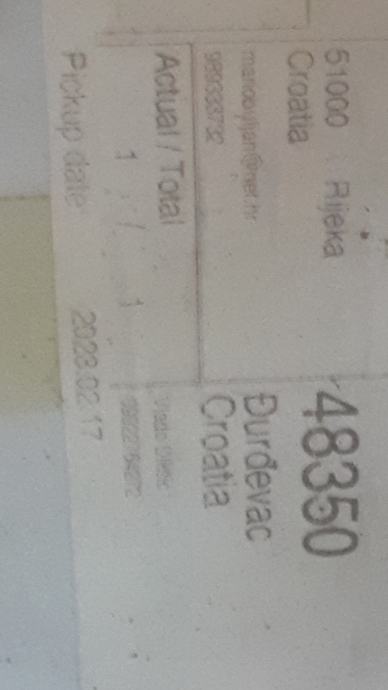 51000 Rijeka
Croatia
Actual / Total
1 / 1
Pickup date: 2023.02.17
48350
Đurđevac
Croatia